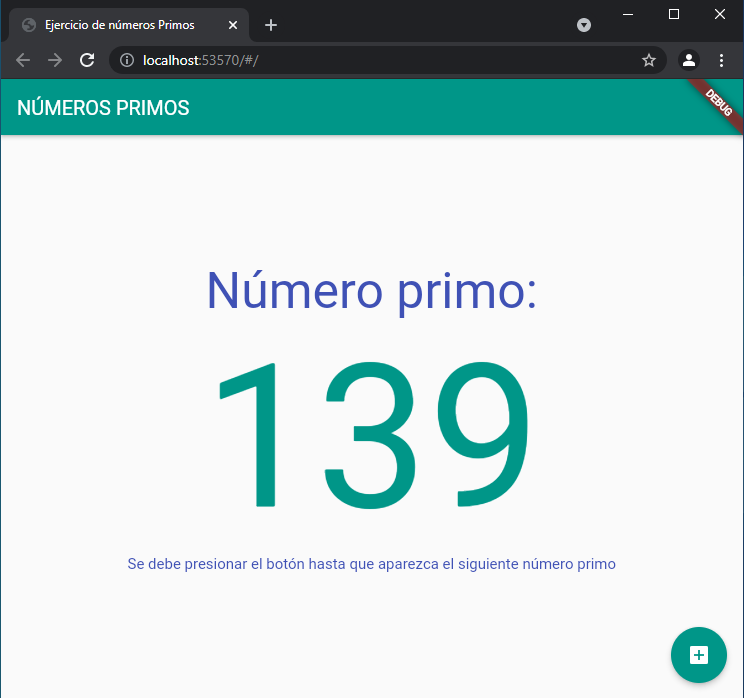 Ejercicio de números Primos
localhost:53570/#/
NÚMEROS PRIMOS
DEBUG
Número primo:
139
Se debe presionar el botón hasta que aparezca el siguiente número primo